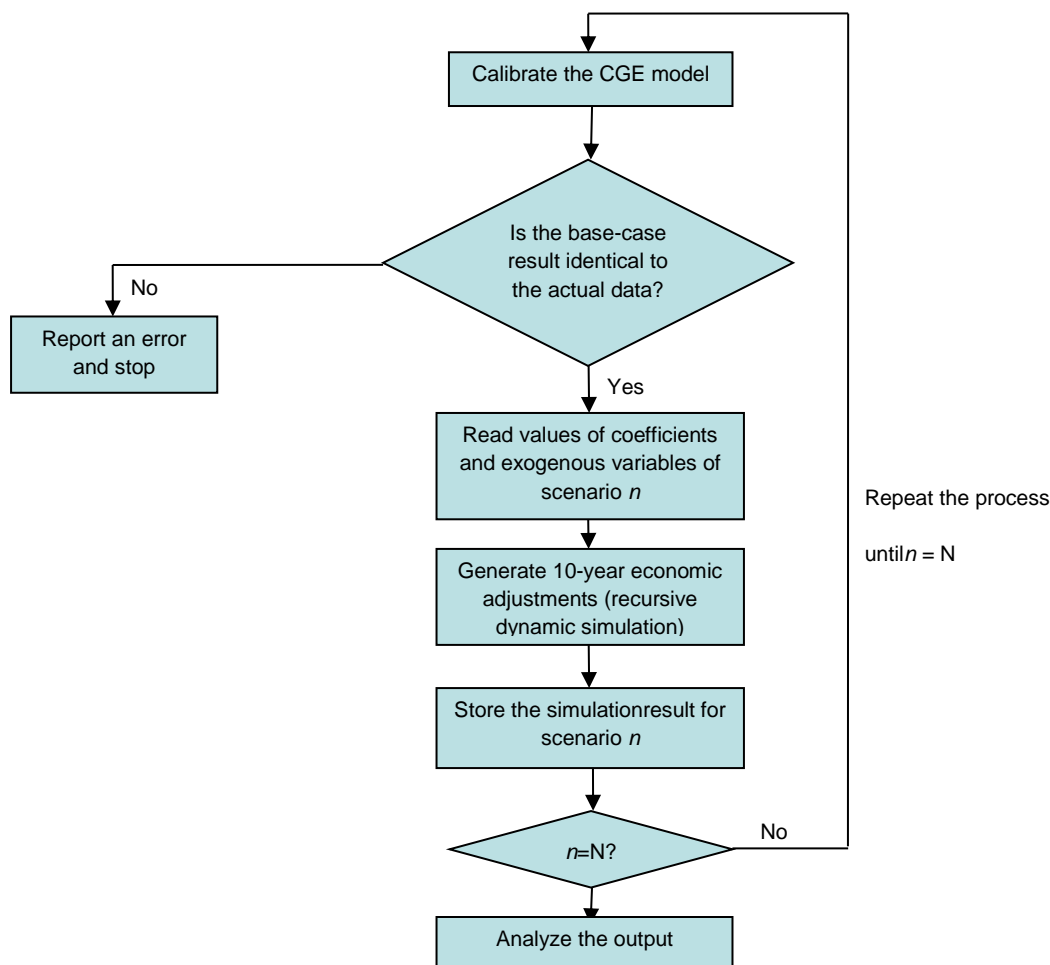 Calibrate the CGE model
Is the base-case
result identical to
the actual data?
No
Report an error
and stop
Yes
Read values of coefficients
and exogenous variables of
scenario n
Repeat the process
untiln = N
Generate 10-year economic
adjustments (recursive
dynamic simulation)
Store the simulationresult for
scenario n
n=N?
No
Analyze the output